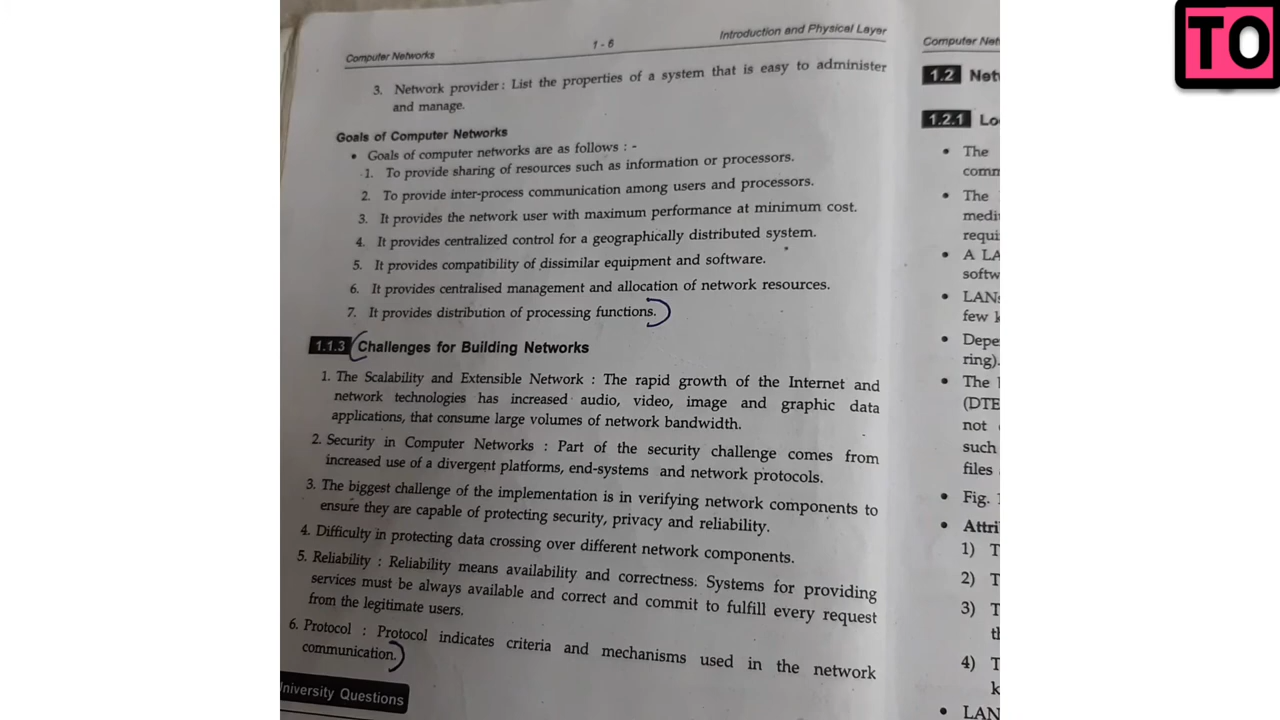 Computer Networks
1 - 6
Introduction and Physical Layer
3. Network provider : List the properties of a system that is easy to administer
and manage.
Goals of Computer Networks
• Goals of computer networks are as follows : -
1. To provide sharing of resources such as information or processors.
2. To provide inter-process communication among users and processors.
3. It provides the network user with maximum performance at minimum cost.
4. It provides centralized control for a geographically distributed system.
5. It provides compatibility of dissimilar equipment and software.
6. It provides centralised management and allocation of network resources.
7. It provides distribution of processing functions.
1.1.3 Challenges for Building Networks
1. The Scalability and Extensible Network : The rapid growth of the Internet and
network technologies has increased audio, video, image and graphic data
applications, that consume large volumes of network bandwidth.
2. Security in Computer Networks : Part of the security challenge comes from
increased use of a divergent platforms, end-systems and network protocols.
3. The biggest challenge of the implementation is in verifying network components to
ensure they are capable of protecting security, privacy and reliability.
4. Difficulty in protecting data crossing over different network components.
5. Reliability : Reliability means availability and correctness. Systems for providing
services must be always available and correct and commit to fulfill every request
from the legitimate users.
6. Protocol : Protocol indicates criteria and mechanisms used in the network
communication.
niversity Questions
Computer Net
1.2 Net
1.2.1 Lo
• The
comm
• The
medi
requi
• A LA
softw
• LANs
few k
• Depe
ring).
• The
(DTE
not
such
files
• Fig.
• Attri
1) T
2) T
3) T
th
4) T
k
• LAN
TO